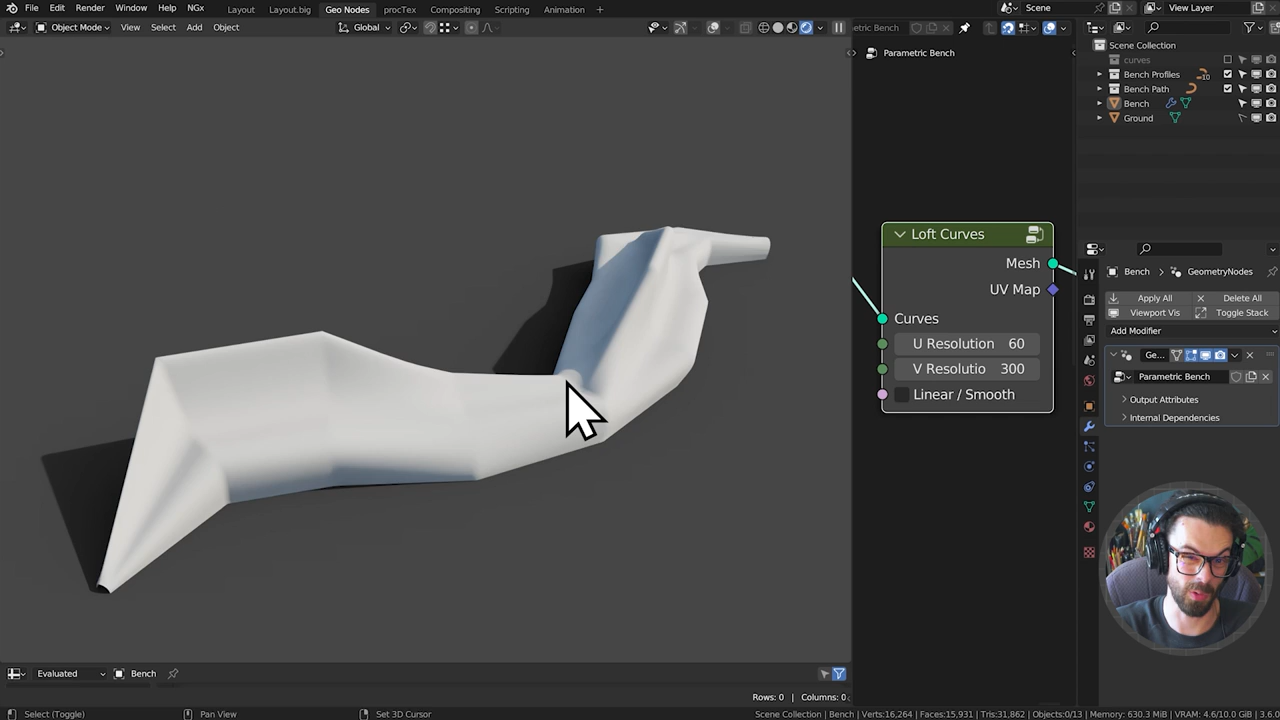 File Edit Render Window Help NGx Layout Layout.big Geo Nodes procTex Compositing Scripting Animation + Scene View Layer
Object Mode View Select Add Object Global
etric Bench
Parametric Bench
Scene Collection
curves
Bench Profiles 10
Bench Path
Bench
Ground
Loft Curves
Mesh
UV Map
Curves
U Resolution 60
V Resolutio 300
Linear / Smooth
Bench > GeometryNodes
Apply All Delete All
Viewport Vis Toggle Stack
Add Modifier
Ge...
Parametric Bench
Output Attributes
Internal Dependencies
Evaluated Bench
Rows: 0 | Columns: 0
Select (Toggle) Pan View Set 3D Cursor Scene Collection | Bench | Verts:16,264 | Faces:15,931 | Tris:31,862 | Objects:0/13 | Memory: 630.3 MiB | VRAM: 4.6/10.0 GiB | 3.6.0